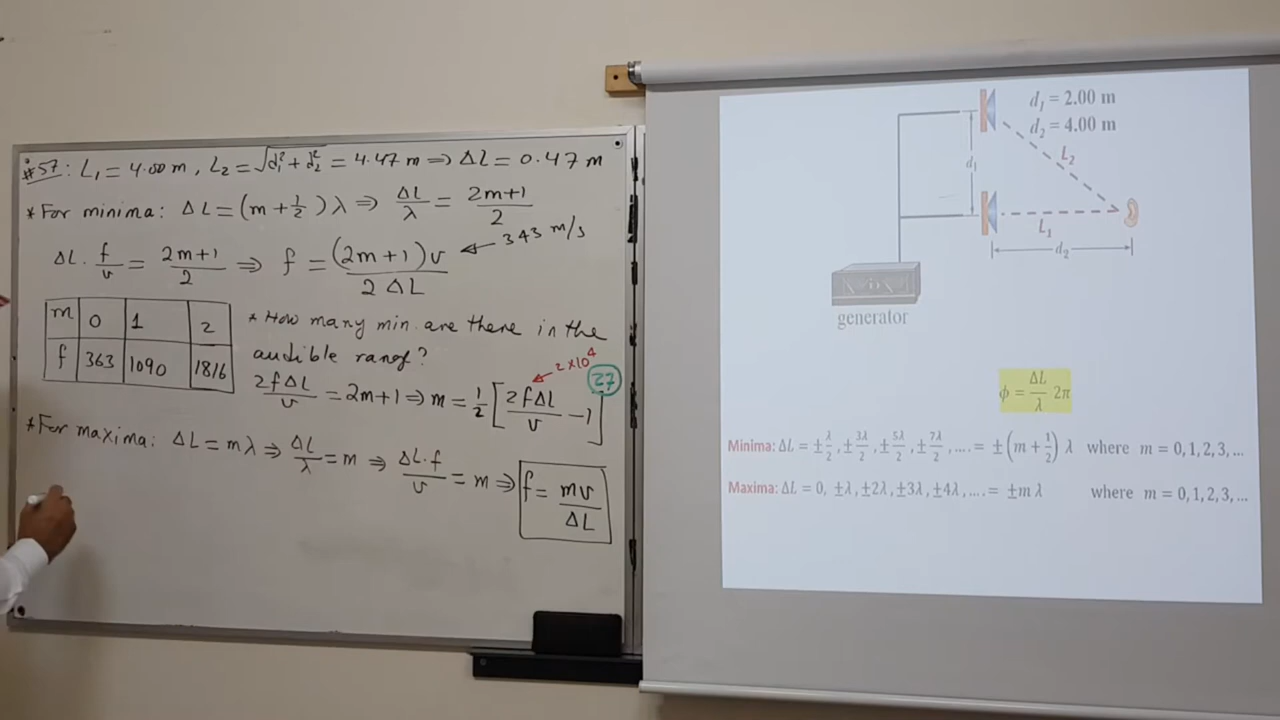 #57: L₁ = 4.00 m, L₂ = √(d₁² + d₂²) = 4.47 m ⇒ ΔL = 0.47 m
* For minima: ΔL = (m + 1/2) λ ⇒ ΔL/λ = (2m+1)/2
ΔL · f/v = (2m+1)/2 ⇒ f = (2m+1)v / 2ΔL ← 343 m/s
m 0 1 2
f 363 1090 1816
* How many min. are there in the
audible range?
2fΔL/v = 2m+1 ⇒ m = 1/2 [2fΔL/v − 1] 2×10⁴ 27
* For maxima: ΔL = mλ ⇒ ΔL/λ = m ⇒ ΔL·f/v = m ⇒ f = mv/ΔL
d₁ = 2.00 m
d₂ = 4.00 m
L₂
d₁
L₁
d₂
generator
ϕ = ΔL/λ 2π
Minima: ΔL = ±λ/2, ±3λ/2, ±5λ/2, ±7λ/2, .... = ±(m + 1/2) λ where m = 0,1,2,3, ...
Maxima: ΔL = 0, ±λ, ±2λ, ±3λ, ±4λ, .... = ±m λ where m = 0,1,2,3, ...